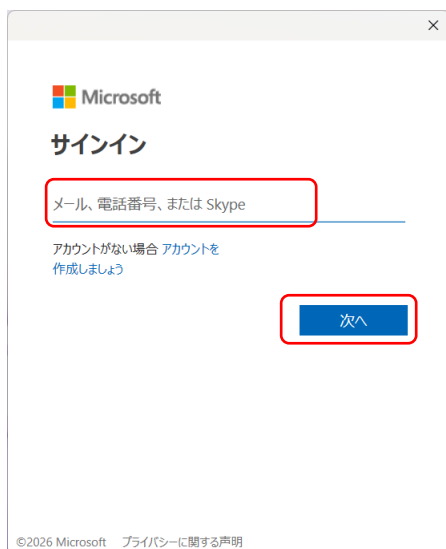 Microsoft
サインイン
メール、電話番号、または Skype
アカウントがない場合 アカウントを
作成しましょう
次へ
©2026 Microsoft プライバシーに関する声明